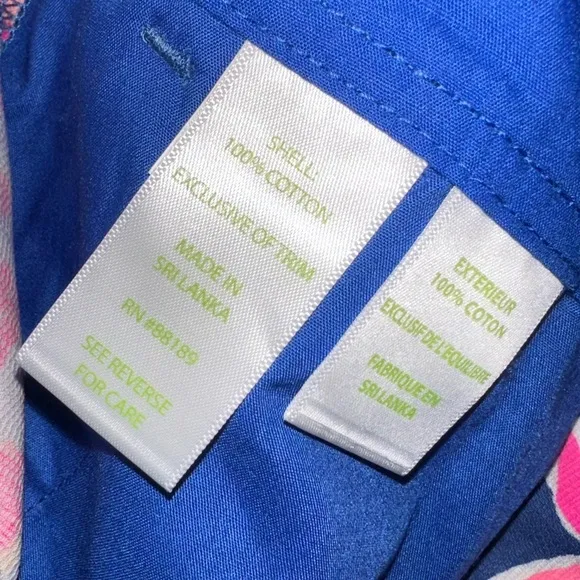 SHELL:
100% COTTON
EXCLUSIVE OF TRIM
MADE IN
SRI LANKA
RN #88189
SEE REVERSE
FOR CARE
EXTERIEUR
100% COTON
EXCLUSIF DE L'EQUILIBRE
FABRIQUE EN
SRI LANKA